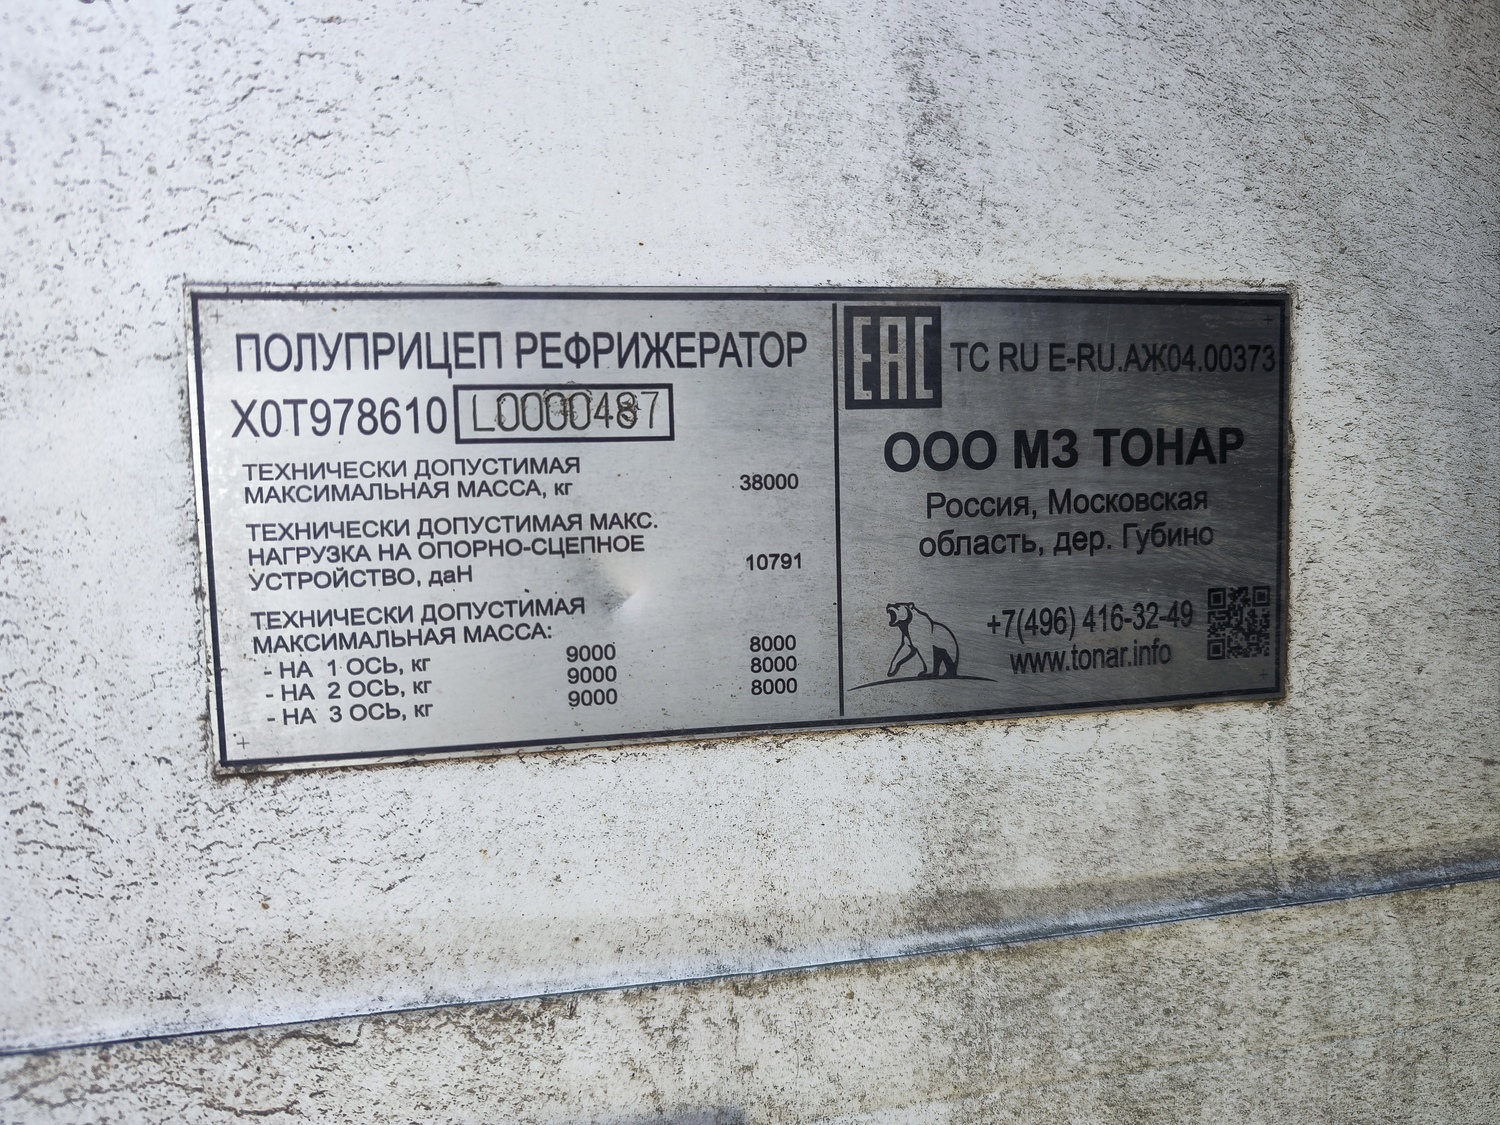 ПОЛУПРИЦЕП РЕФРИЖЕРАТОР
X0T978610 L0000487
ТЕХНИЧЕСКИ ДОПУСТИМАЯ
МАКСИМАЛЬНАЯ МАССА, кг 38000
ТЕХНИЧЕСКИ ДОПУСТИМАЯ МАКС.
НАГРУЗКА НА ОПОРНО-СЦЕПНОЕ
УСТРОЙСТВО, даН 10791
ТЕХНИЧЕСКИ ДОПУСТИМАЯ
МАКСИМАЛЬНАЯ МАССА:
- НА 1 ОСЬ, кг 9000 8000
- НА 2 ОСЬ, кг 9000 8000
- НА 3 ОСЬ, кг 9000 8000
ЕАС ТС RU E-RU.АЖ04.00373
ООО МЗ ТОНАР
Россия, Московская
область, дер. Губино
+7(496) 416-32-49
www.tonar.info